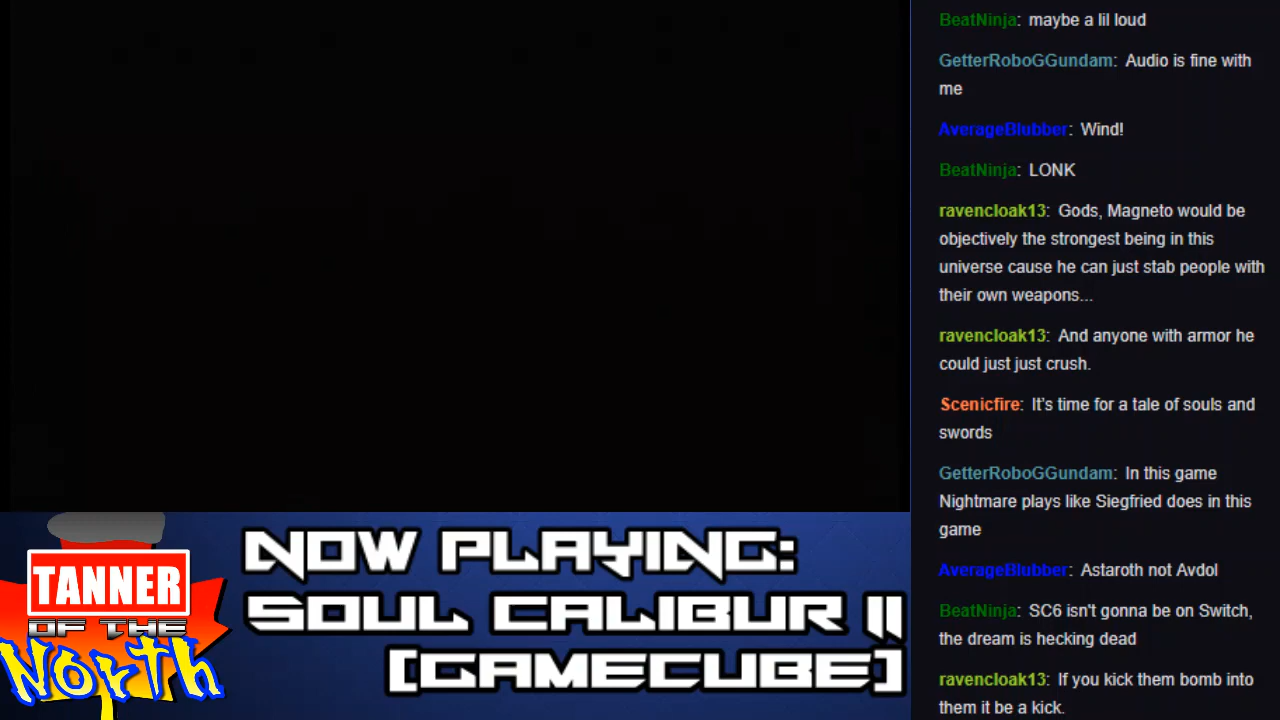 BeatNinja: maybe a lil loud
GetterRoboGGundam: Audio is fine with
me
AverageBlubber: Wind!
BeatNinja: LONK
ravencloak13: Gods, Magneto would be
objectively the strongest being in this
universe cause he can just stab people with
their own weapons...
ravencloak13: And anyone with armor he
could just just crush.
Scenicfire: It's time for a tale of souls and
swords
GetterRoboGGundam: In this game
Nightmare plays like Siegfried does in this
game
AverageBlubber: Astaroth not Avdol
BeatNinja: SC6 isn't gonna be on Switch,
the dream is hecking dead
ravencloak13: If you kick them bomb into
them it be a kick.
TANNER
OF THE
North
NOW PLAYING:
SOUL CALIBUR II
[GAMECUBE]